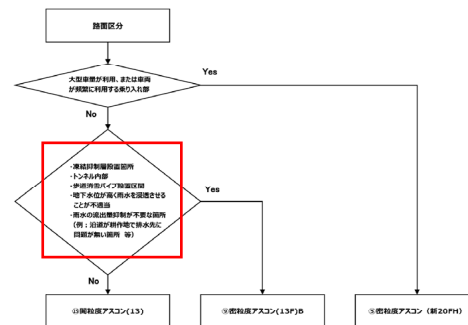 路面区分
大型車量が利用、または車両
が頻繁に利用する乗り入れ部
Yes
No
・凍結抑制層設置箇所
・トンネル内部
・歩道消雪パイプ設置区間
・地下水位が高く雨水を浸透させる
ことが不適当
・雨水の流出量抑制が不要な箇所
（例：沿道が耕作地で排水先に
問題が無い箇所 等）
Yes
No
⑬開粒度アスコン(13)
⑨密粒度アスコン(13F)B
⑤密粒度アスコン（新20FH）